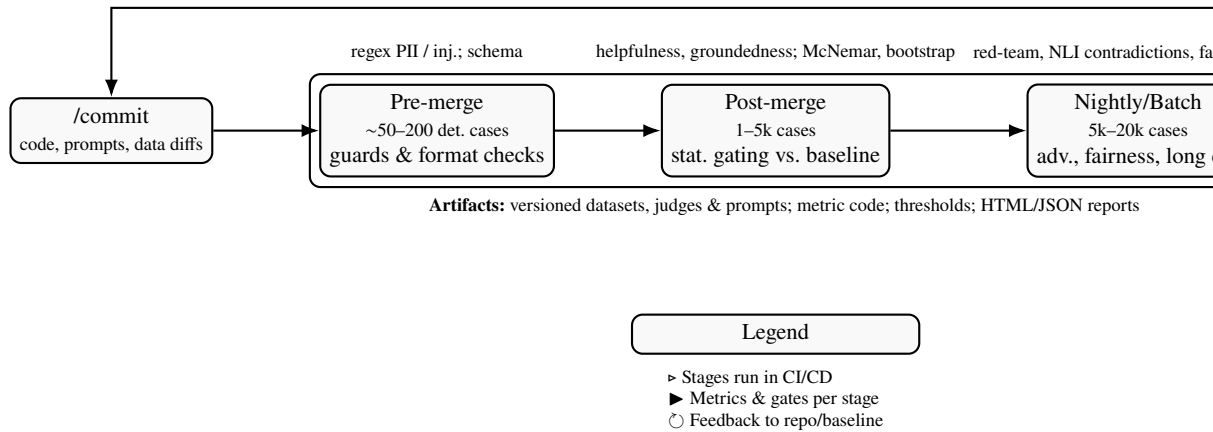 regex PII / inj.; schema
helpfulness, groundedness; McNemar, bootstrap
red-team, NLI contradictions,
/commit
code, prompts, data diffs
Pre-merge
~50–200 det. cases
guards & format checks
Post-merge
1–5k cases
stat. gating vs. baseline
Nightly/Batch
5k–20k cases
adv., fairness, long
Artifacts: versioned datasets, judges & prompts; metric code; thresholds; HTML/JSON reports
Legend
▹ Stages run in CI/CD
▶ Metrics & gates per stage
↻ Feedback to repo/baseline